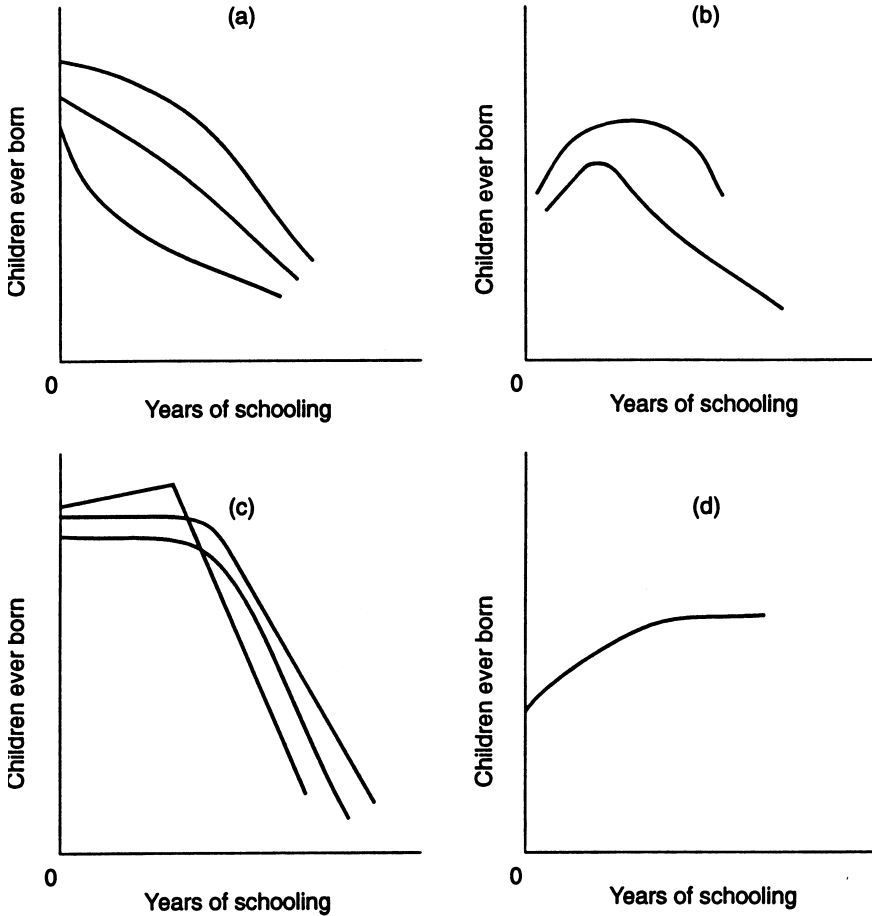 (a)
Children ever born
0
Years of schooling
(b)
Children ever born
0
Years of schooling
(c)
Children ever born
0
Years of schooling
(d)
Children ever born
0
Years of schooling